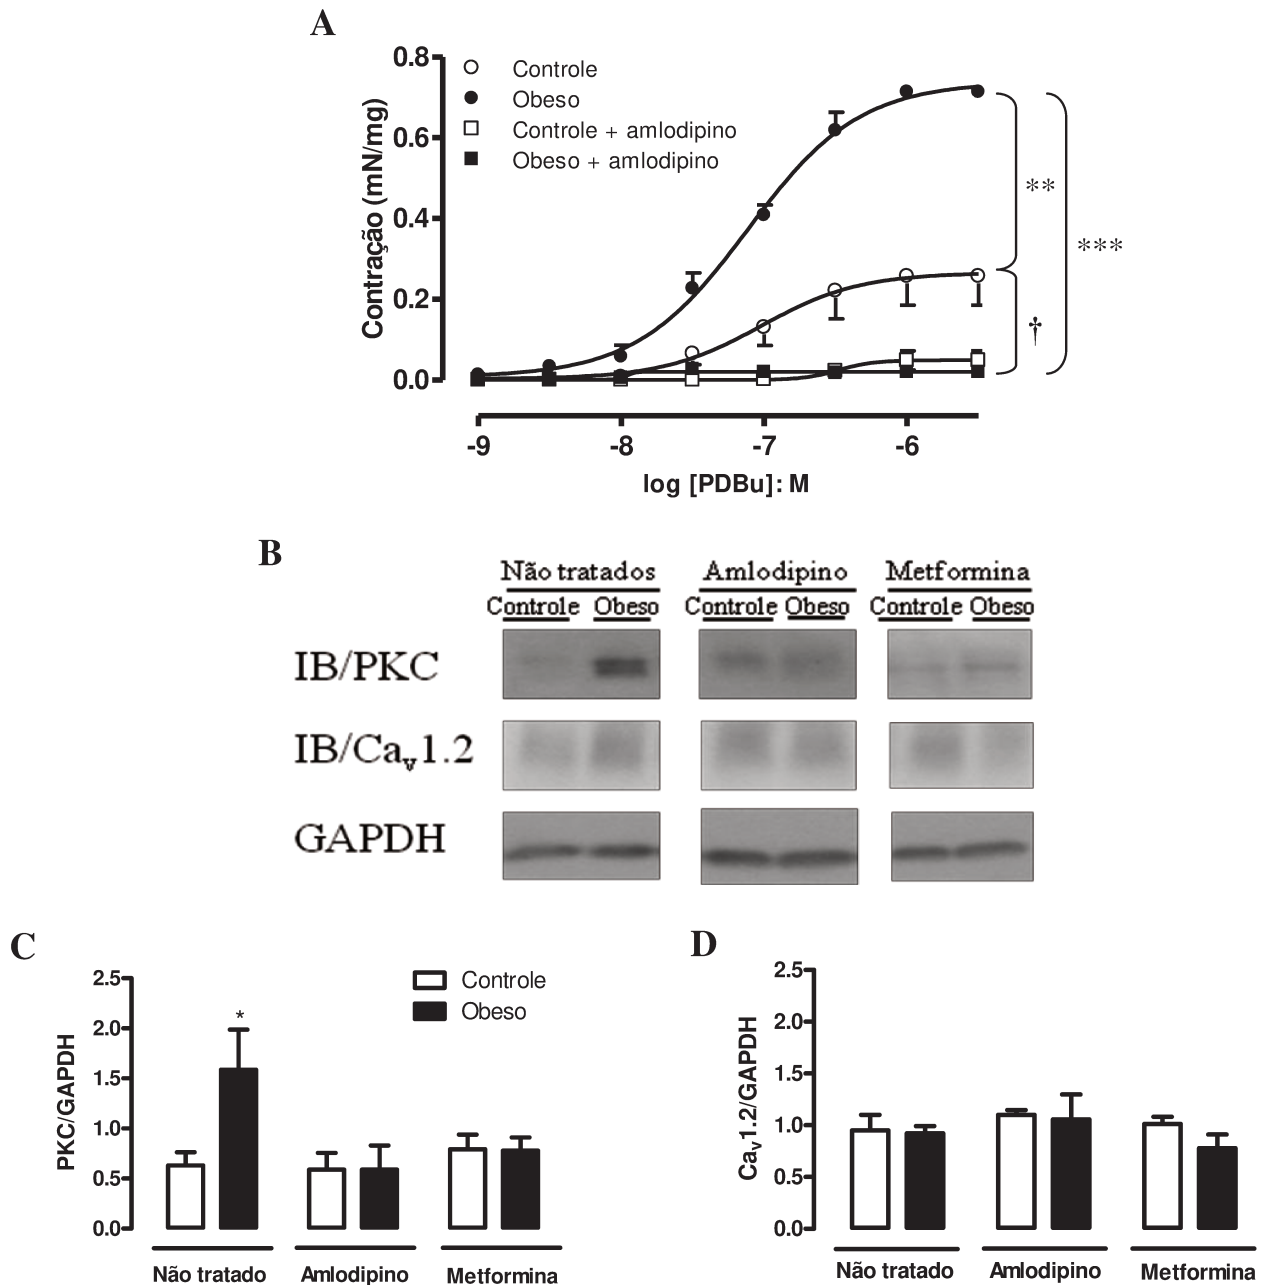 A
0.8
0.6
0.4
0.2
0.0
Contração (mN/mg)
Controle
Obeso
Controle + amlodipino
Obeso + amlodipino
**
***
†
-9 -8 -7 -6
log [PDBu]: M
B
Não tratados Amlodipino Metformina
Controle Obeso Controle Obeso Controle Obeso
IB/PKC
IB/Cav1.2
GAPDH
C
2.5
2.0
1.5
1.0
0.5
0.0
PKC/GAPDH
*
Controle
Obeso
Não tratado Amlodipino Metformina
D
2.5
2.0
1.5
1.0
0.5
0.0
Cav1.2/GAPDH
Não tratado Amlodipino Metformina